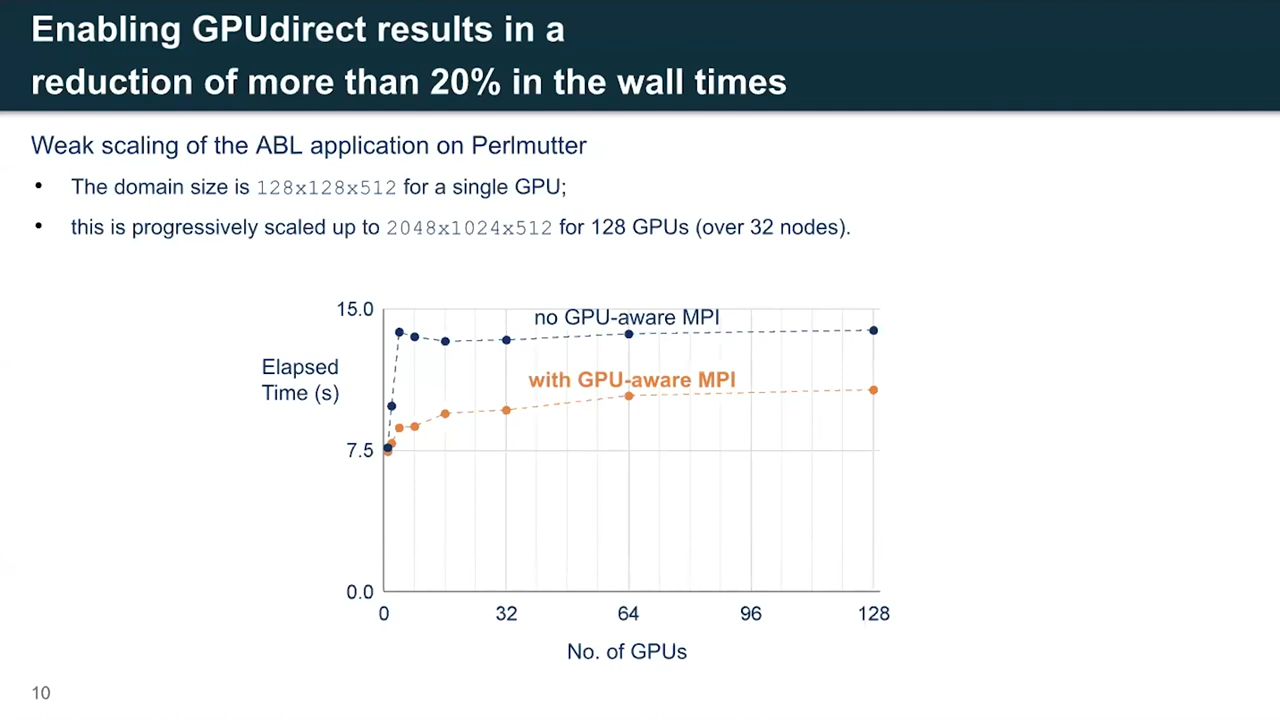 Enabling GPUdirect results in a
reduction of more than 20% in the wall times
Weak scaling of the ABL application on Perlmutter
• The domain size is 128x128x512 for a single GPU;
• this is progressively scaled up to 2048x1024x512 for 128 GPUs (over 32 nodes).
15.0
no GPU-aware MPI
Elapsed
Time (s)
with GPU-aware MPI
7.5
0.0
0 32 64 96 128
No. of GPUs
10